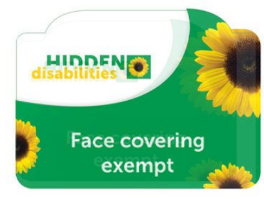 HIDDEN
disabilities
Face covering
exempt